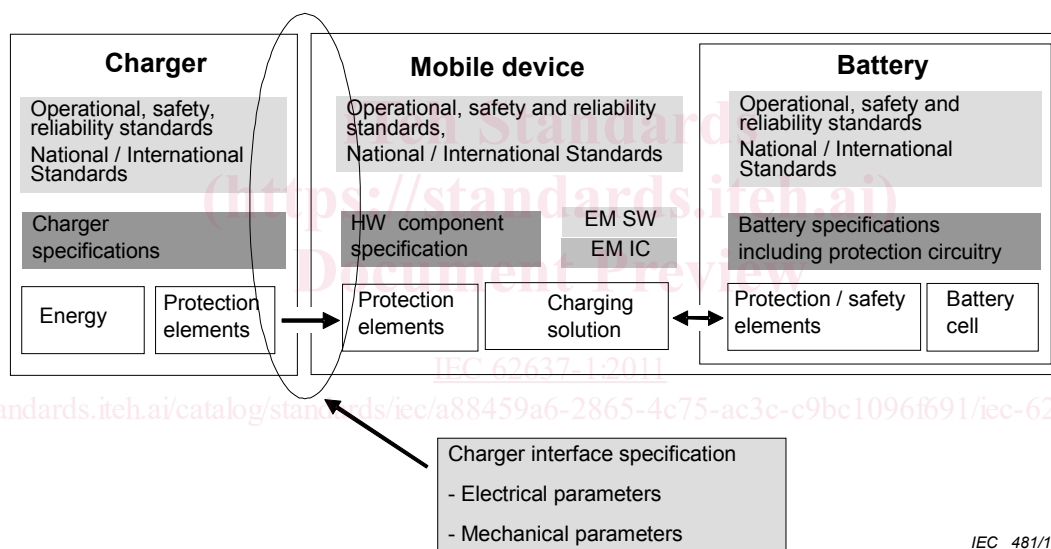 Charger
Operational, safety,
reliability standards
National / International
Standards
Charger
specifications
Energy
Protection
elements
Mobile device
Operational, safety and reliability
standards,
National / International Standards
HW component
specification
EM SW
EM IC
Protection
elements
Charging
solution
Battery
Operational, safety and
reliability standards
National / International
Standards
Battery specifications
including protection circuitry
Protection / safety
elements
Battery
cell
iTeh Standards
(https://standards.iteh.ai)
Document Preview
IEC 62637-1:2011
andards.iteh.ai/catalog/standards/iec/a88459a6-2865-4c75-ac3c-c9bc1096f691/iec-62
Charger interface specification
- Electrical parameters
- Mechanical parameters
IEC 481/1